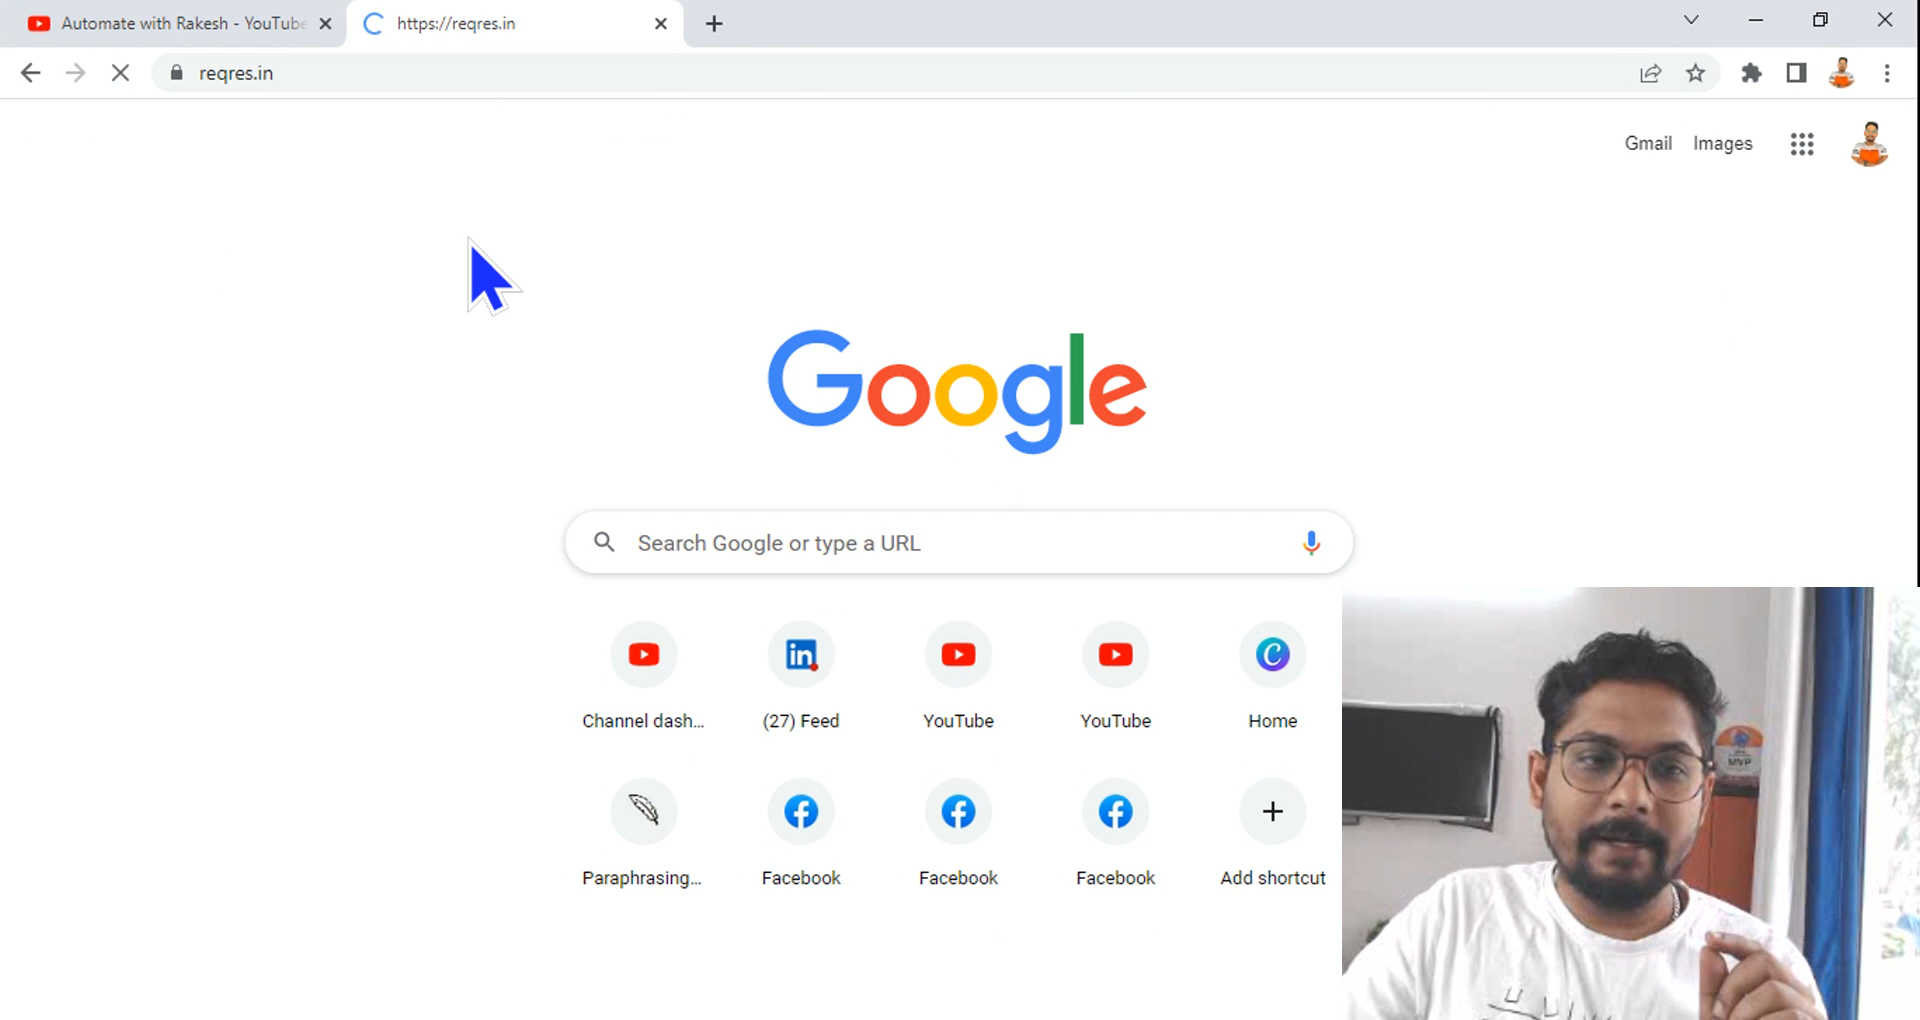 Automate with Rakesh - YouTube
https://reqres.in
reqres.in
Gmail Images
Google
Search Google or type a URL
Channel dash...
(27) Feed
YouTube
YouTube
Home
Paraphrasing...
Facebook
Facebook
Facebook
Add shortcut
MVP